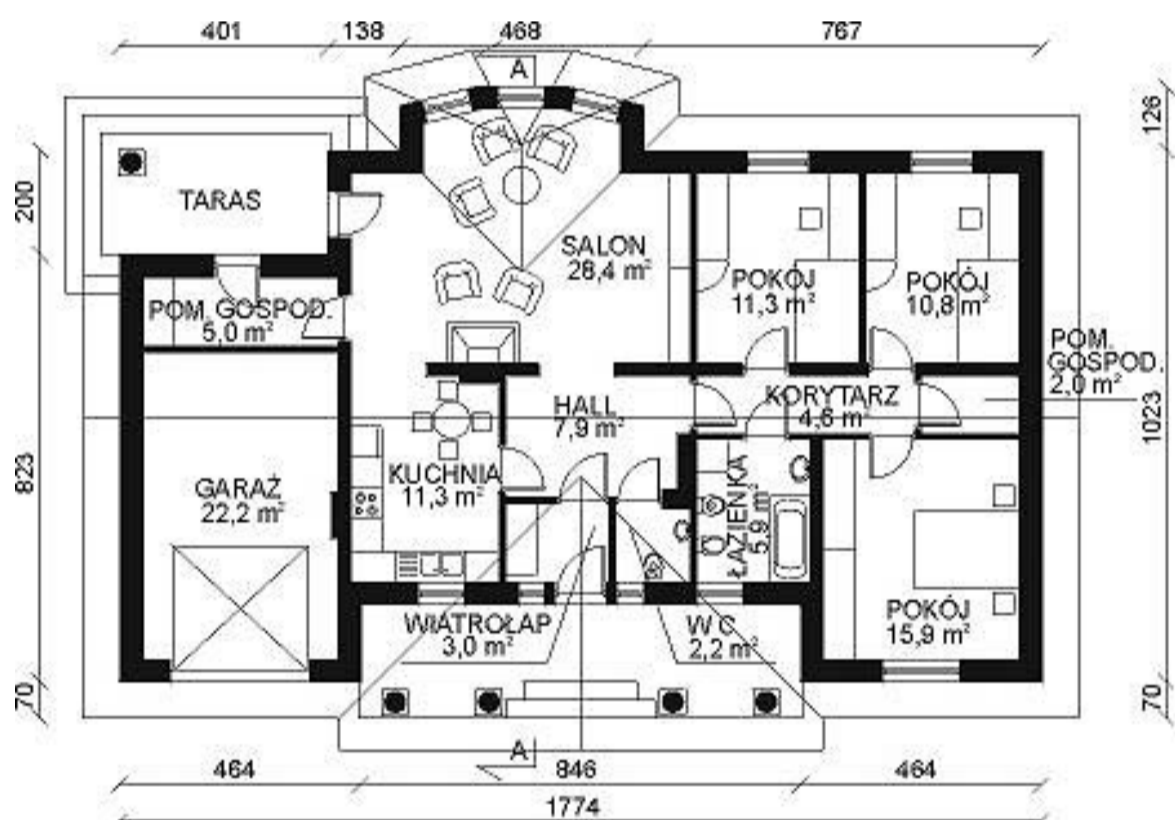 401 138 468 767
A
126
200
TARAS
SALON
28,4 m²
POKÓJ
11,3 m²
POKÓJ
10,8 m²
POM. GOSPOD.
5,0 m²
POM.
GOSPOD.
2,0 m²
KORYTARZ
4,6 m²
HALL
7,9 m²
1023
823
KUCHNIA
11,3 m²
GARAŻ
22,2 m²
ŁAZIENKA
5,9 m²
POKÓJ
15,9 m²
WIATROŁAP
3,0 m²
WC
2,2 m²
70
70
A
464 846 464
1774